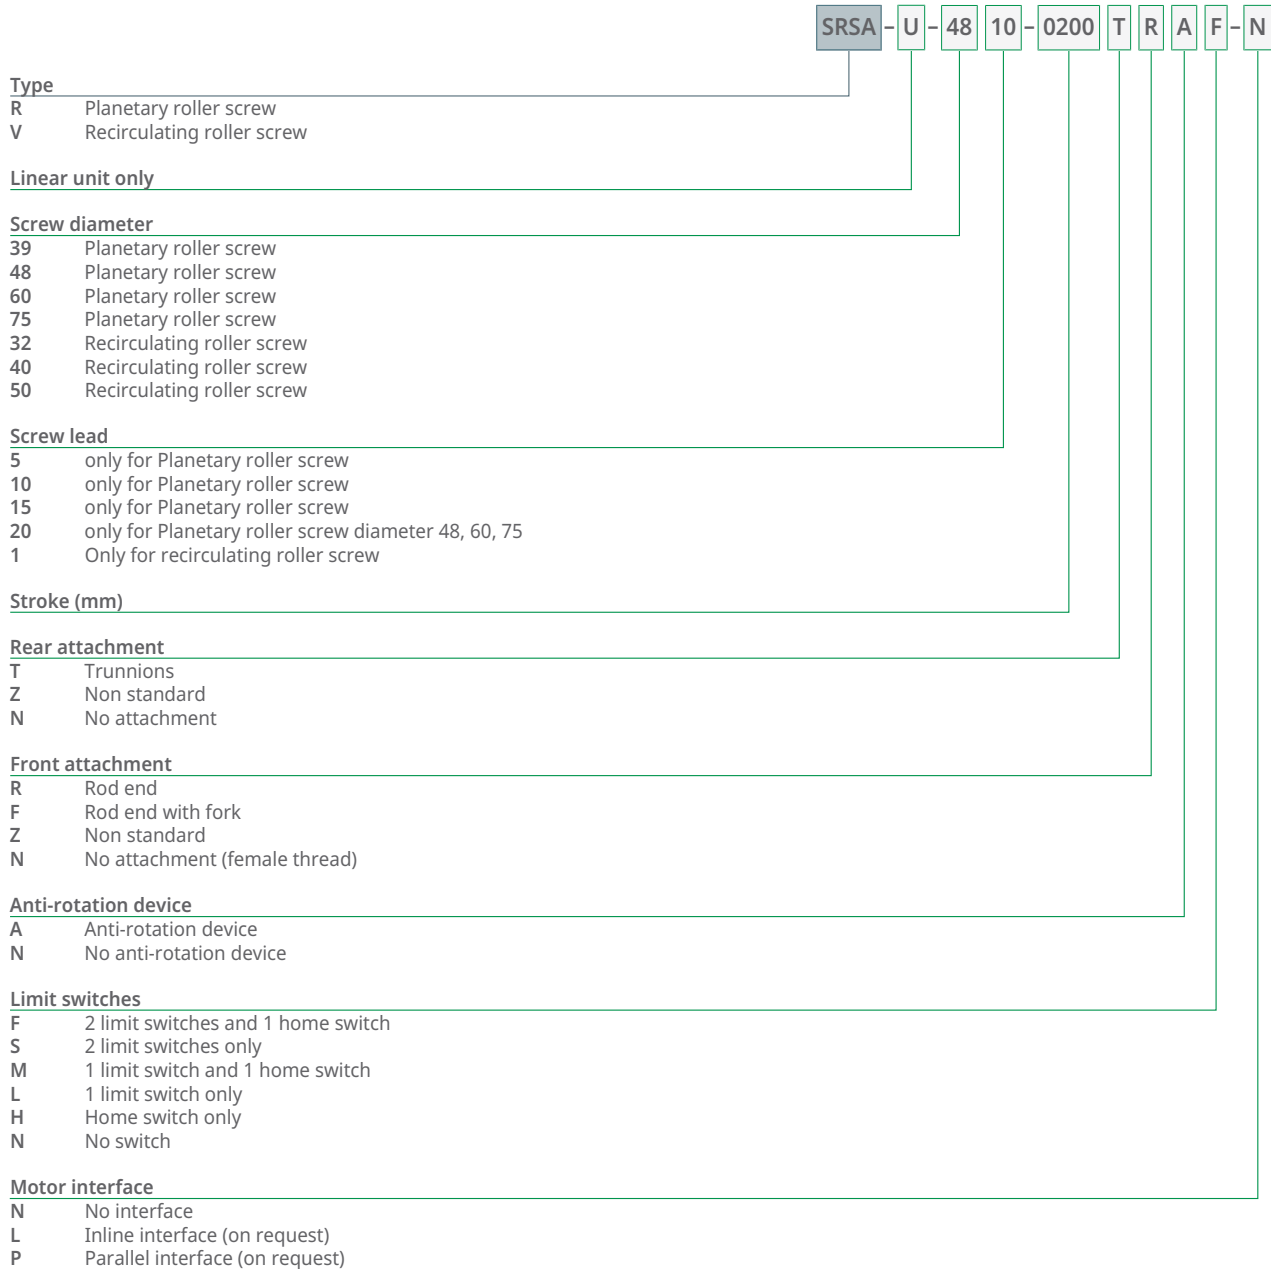 SRSA – U – 48 10 – 0200 T R A F – N
Type
R Planetary roller screw
V Recirculating roller screw
Linear unit only
Screw diameter
39 Planetary roller screw
48 Planetary roller screw
60 Planetary roller screw
75 Planetary roller screw
32 Recirculating roller screw
40 Recirculating roller screw
50 Recirculating roller screw
Screw lead
5 only for Planetary roller screw
10 only for Planetary roller screw
15 only for Planetary roller screw
20 only for Planetary roller screw diameter 48, 60, 75
1 Only for recirculating roller screw
Stroke (mm)
Rear attachment
T Trunnions
Z Non standard
N No attachment
Front attachment
R Rod end
F Rod end with fork
Z Non standard
N No attachment (female thread)
Anti-rotation device
A Anti-rotation device
N No anti-rotation device
Limit switches
F 2 limit switches and 1 home switch
S 2 limit switches only
M 1 limit switch and 1 home switch
L 1 limit switch only
H Home switch only
N No switch
Motor interface
N No interface
L Inline interface (on request)
P Parallel interface (on request)